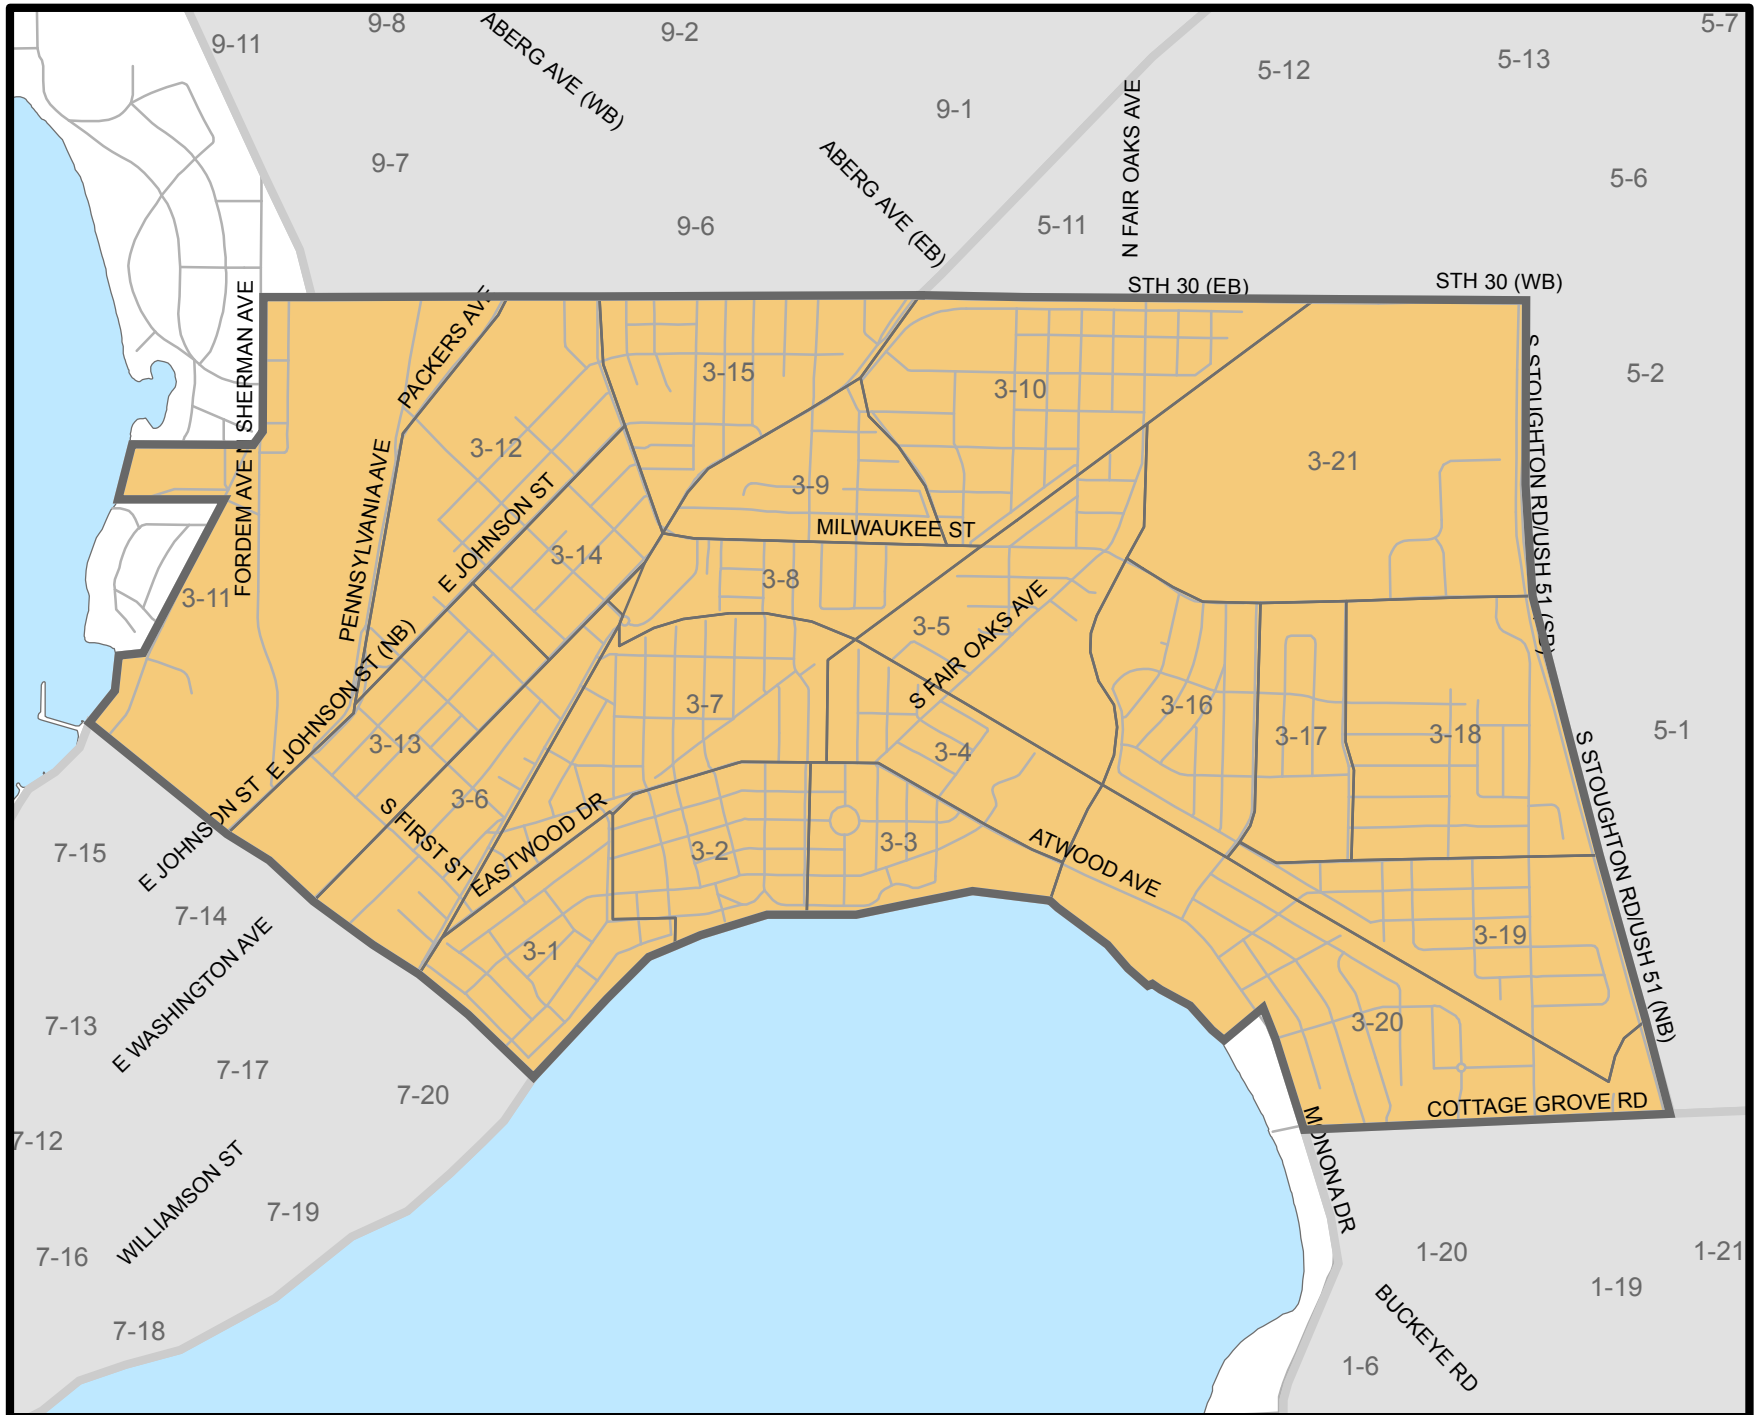 9-8
9-2
5-7
9-11
ABERG AVE (WB)
5-12
5-13
9-1
N FAIR OAKS AVE
9-7
ABERG AVE (EB)
5-6
9-6
5-11
STH 30 (EB)
STH 30 (WB)
N SHERMAN AVE
PACKERS AVE
S STOUGHTON RD/USH 51 (SB)
3-15
3-10
5-2
3-12
3-21
PENNSYLVANIA AVE
FORDEM AVE
E JOHNSON ST
3-9
MILWAUKEE ST
3-14
3-8
3-11
3-5
S FAIR OAKS AVE
E JOHNSON ST (NB)
3-7
3-16
3-17
3-18
5-1
3-13
3-4
S STOUGHTON RD/USH 51 (NB)
3-6
E JOHNSON ST
S FIRST ST
EASTWOOD DR
3-2
3-3
ATWOOD AVE
7-15
7-14
3-1
3-19
E WASHINGTON AVE
7-13
3-20
7-17
7-20
COTTAGE GROVE RD
MONONA DR
7-12
WILLIAMSON ST
7-19
7-16
1-20
1-21
1-19
7-18
BUCKEYE RD
1-6